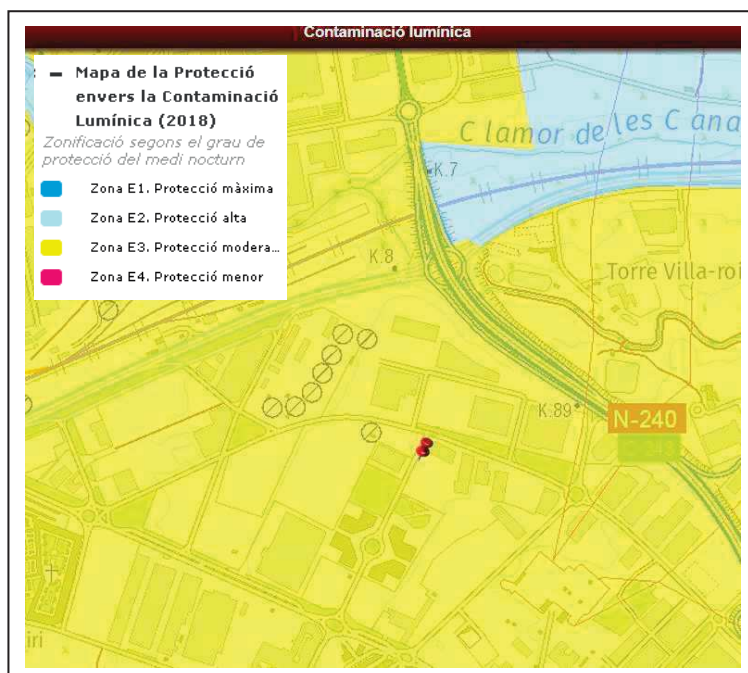 Contaminació lumínica
Mapa de la Protecció
envers la Contaminació
Lumínica (2018)
Zonificació segons el grau de
protecció del medi nocturn
Zona E1. Protecció màxima
Zona E2. Protecció alta
Zona E3. Protecció modera...
Zona E4. Protecció menor
Clamor de les Cana
K.7
K.8
Torre Villa-roi
K.89
N-240
iri